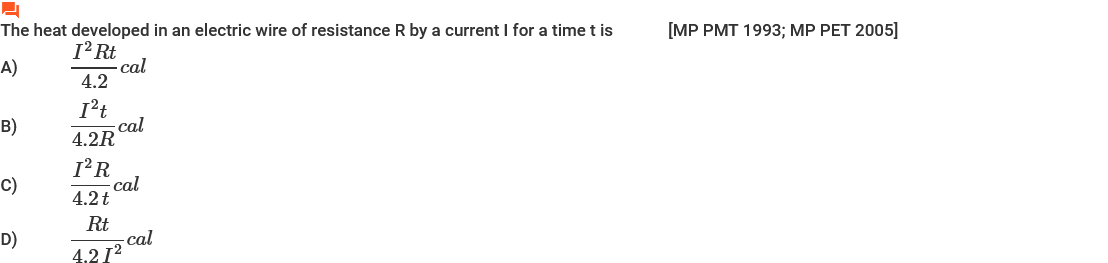 The heat developed in an electric wire of resistance R by a current I for a time t is [MP PMT 1993; MP PET 2005]
A) \frac{I^2Rt}{4.2} cal
B) \frac{I^2t}{4.2R} cal
C) \frac{I^2R}{4.2t} cal
D) \frac{Rt}{4.2I^2} cal